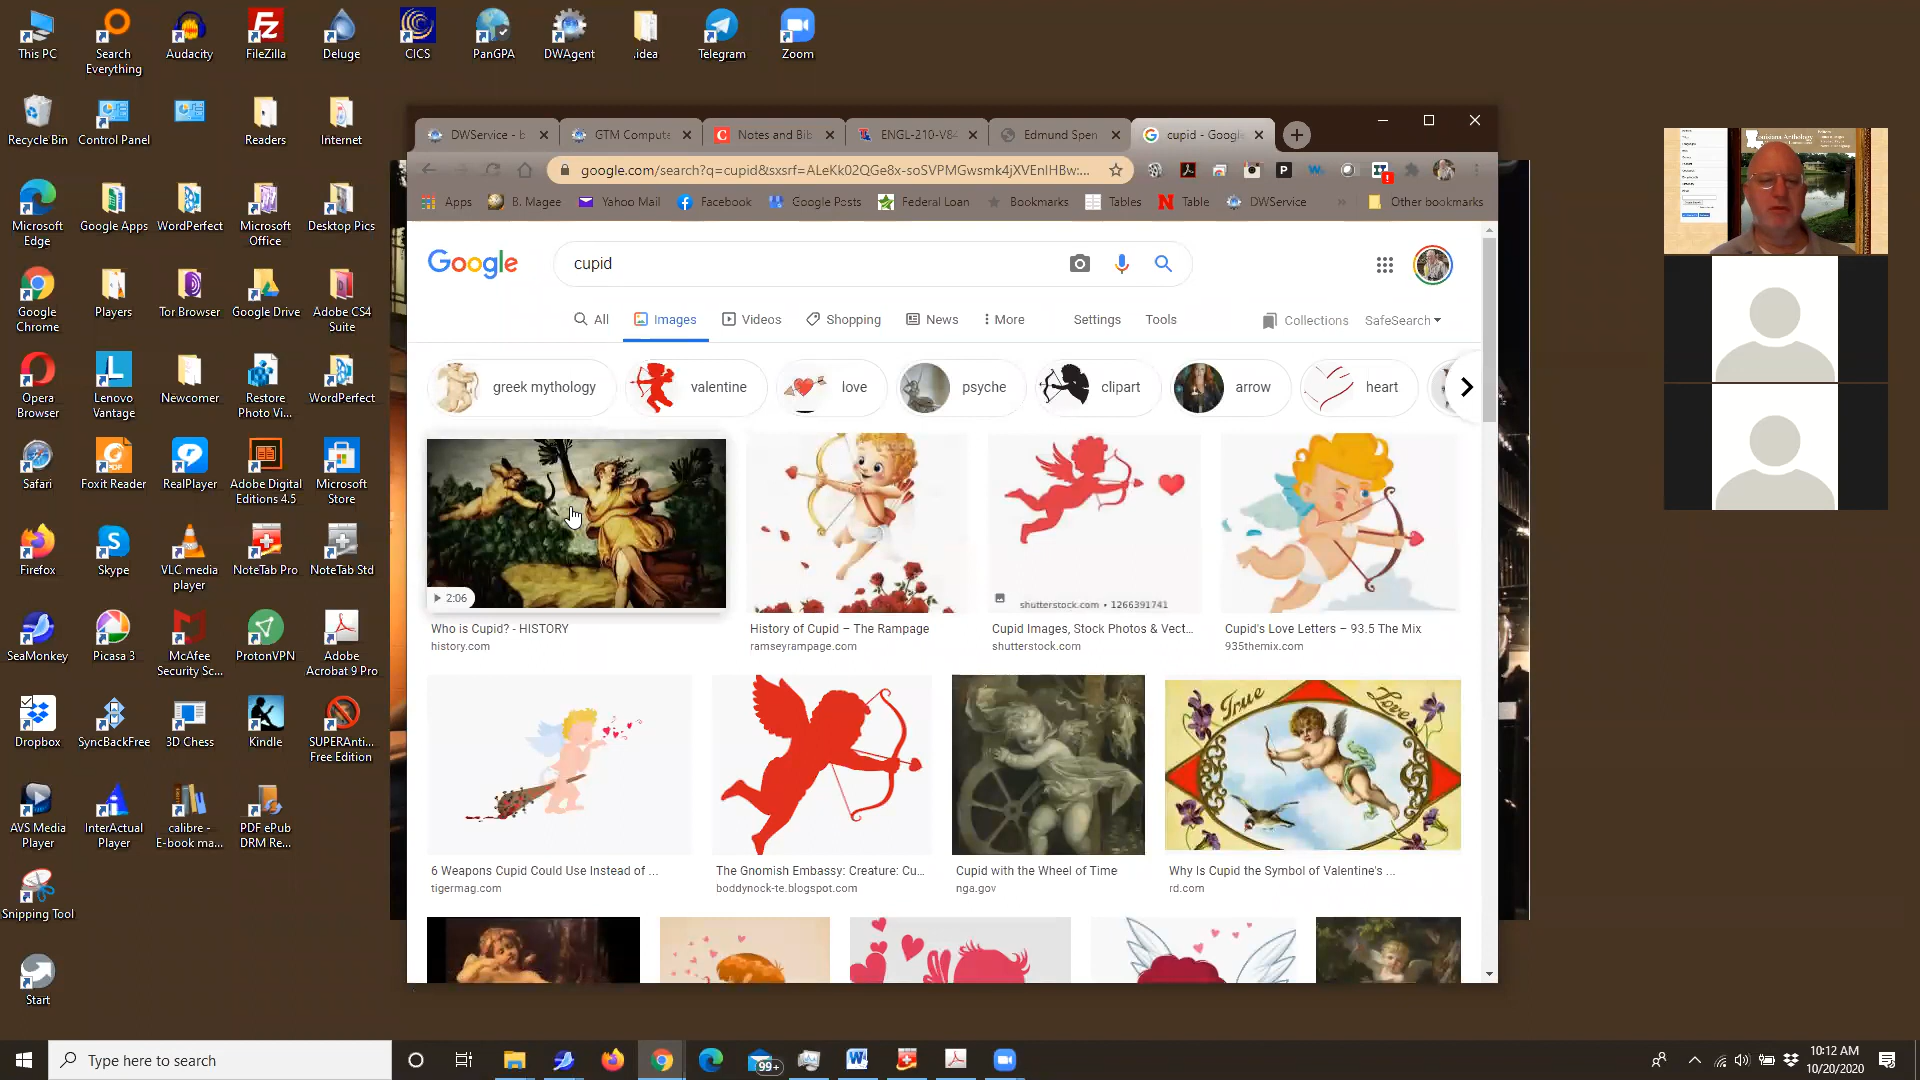 This PC
Search Everything
Audacity
FileZilla
Deluge
CICS
PanGPA
DWAgent
.idea
Telegram
Zoom
Recycle Bin
Control Panel
Readers
Internet
Microsoft Edge
Google Apps
WordPerfect
Microsoft Office
Desktop Pics
Google Chrome
Players
Tor Browser
Google Drive
Adobe CS4 Suite
Opera Browser
Lenovo Vantage
Newcomer
Restore Photo Vi...
WordPerfect
Safari
Foxit Reader
RealPlayer
Adobe Digital Editions 4.5
Microsoft Store
Firefox
Skype
VLC media player
NoteTab Pro
NoteTab Std
SeaMonkey
Picasa 3
McAfee Security Sc...
ProtonVPN
Adobe Acrobat 9 Pro
Dropbox
SyncBackFree
3D Chess
Kindle
SUPERAnti... Free Edition
AVS Media Player
InterActual Player
calibre - E-book ma...
PDF ePub DRM Re...
Snipping Tool
Start
DWService - b
GTM Compute
Notes and Bib
ENGL-210-V84
Edmund Spen
cupid - Google
google.com/search?q=cupid&sxsrf=ALeKk02QGe8x-soSVPMGwsmk4jXVEnIHBw:...
Apps
B. Magee
Yahoo Mail
Facebook
Google Posts
Federal Loan
Bookmarks
Tables
Table
DWService
»
Other bookmarks
Google
cupid
All
Images
Videos
Shopping
News
More
Settings
Tools
Collections
SafeSearch
greek mythology
valentine
love
psyche
clipart
arrow
heart
2:06
shutterstock.com • 1266391741
Who is Cupid? - HISTORY
history.com
History of Cupid – The Rampage
ramseyrampage.com
Cupid Images, Stock Photos & Vect...
shutterstock.com
Cupid's Love Letters – 93.5 The Mix
935themix.com
True Love
6 Weapons Cupid Could Use Instead of ...
tigermag.com
The Gnomish Embassy: Creature: Cu...
boddynock-te.blogspot.com
Cupid with the Wheel of Time
nga.gov
Why Is Cupid the Symbol of Valentine's ...
rd.com
Type here to search
99+
10:12 AM
10/20/2020